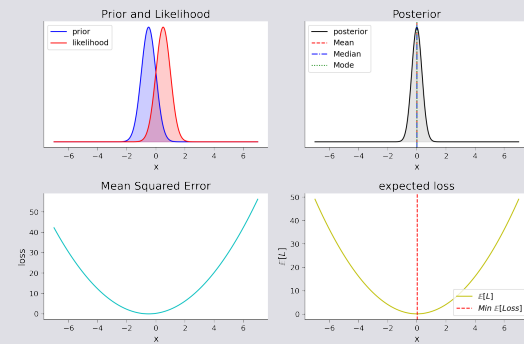 Prior and Likelihood
prior
likelihood
−6 −4 −2 0 2 4 6
x
Posterior
posterior
Mean
Median
Mode
−6 −4 −2 0 2 4 6
x
Mean Squared Error
loss
50
40
30
20
10
0
−6 −4 −2 0 2 4 6
x
expected loss
𝔼[L]
50
40
30
20
10
0
𝔼[L]
Min 𝔼[Loss]
−6 −4 −2 0 2 4 6
x